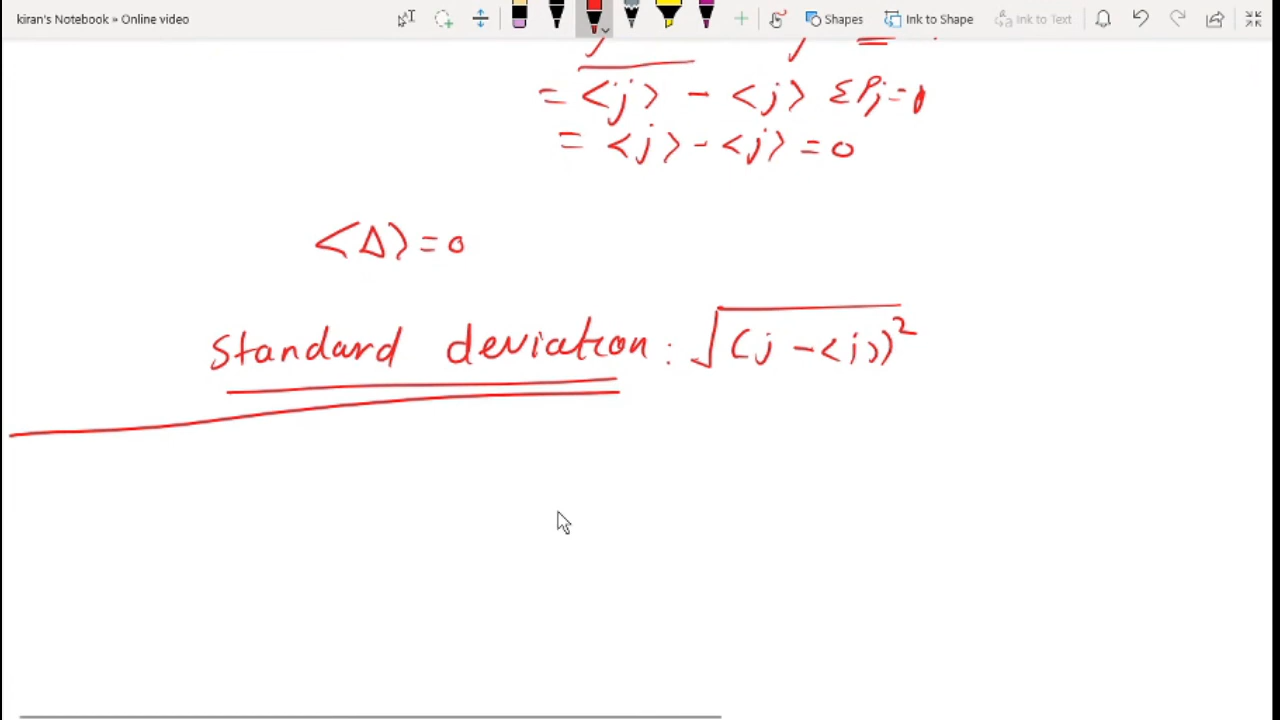 kiran's Notebook » Online video
Shapes
Ink to Shape
Ink to Text
= <j> - <j> ΣPj=1
= <j> - <j> = 0
<Δ> = 0
Standard deviation : √(j - <j>)²